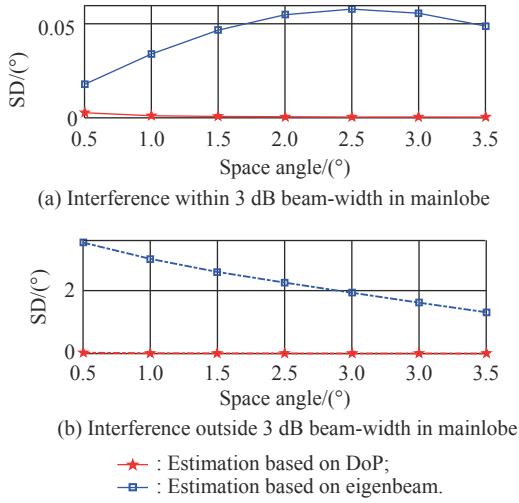 0.05
SD/(°)
0
0.5 1.0 1.5 2.0 2.5 3.0 3.5
Space angle/(°)
(a) Interference within 3 dB beam-width in mainlobe
2
SD/(°)
0
0.5 1.0 1.5 2.5 3.0 3.0 3.5
Space angle/(°)
(b) Interference outside 3 dB beam-width in mainlobe
: Estimation based on DoP;
: Estimation based on eigenbeam.